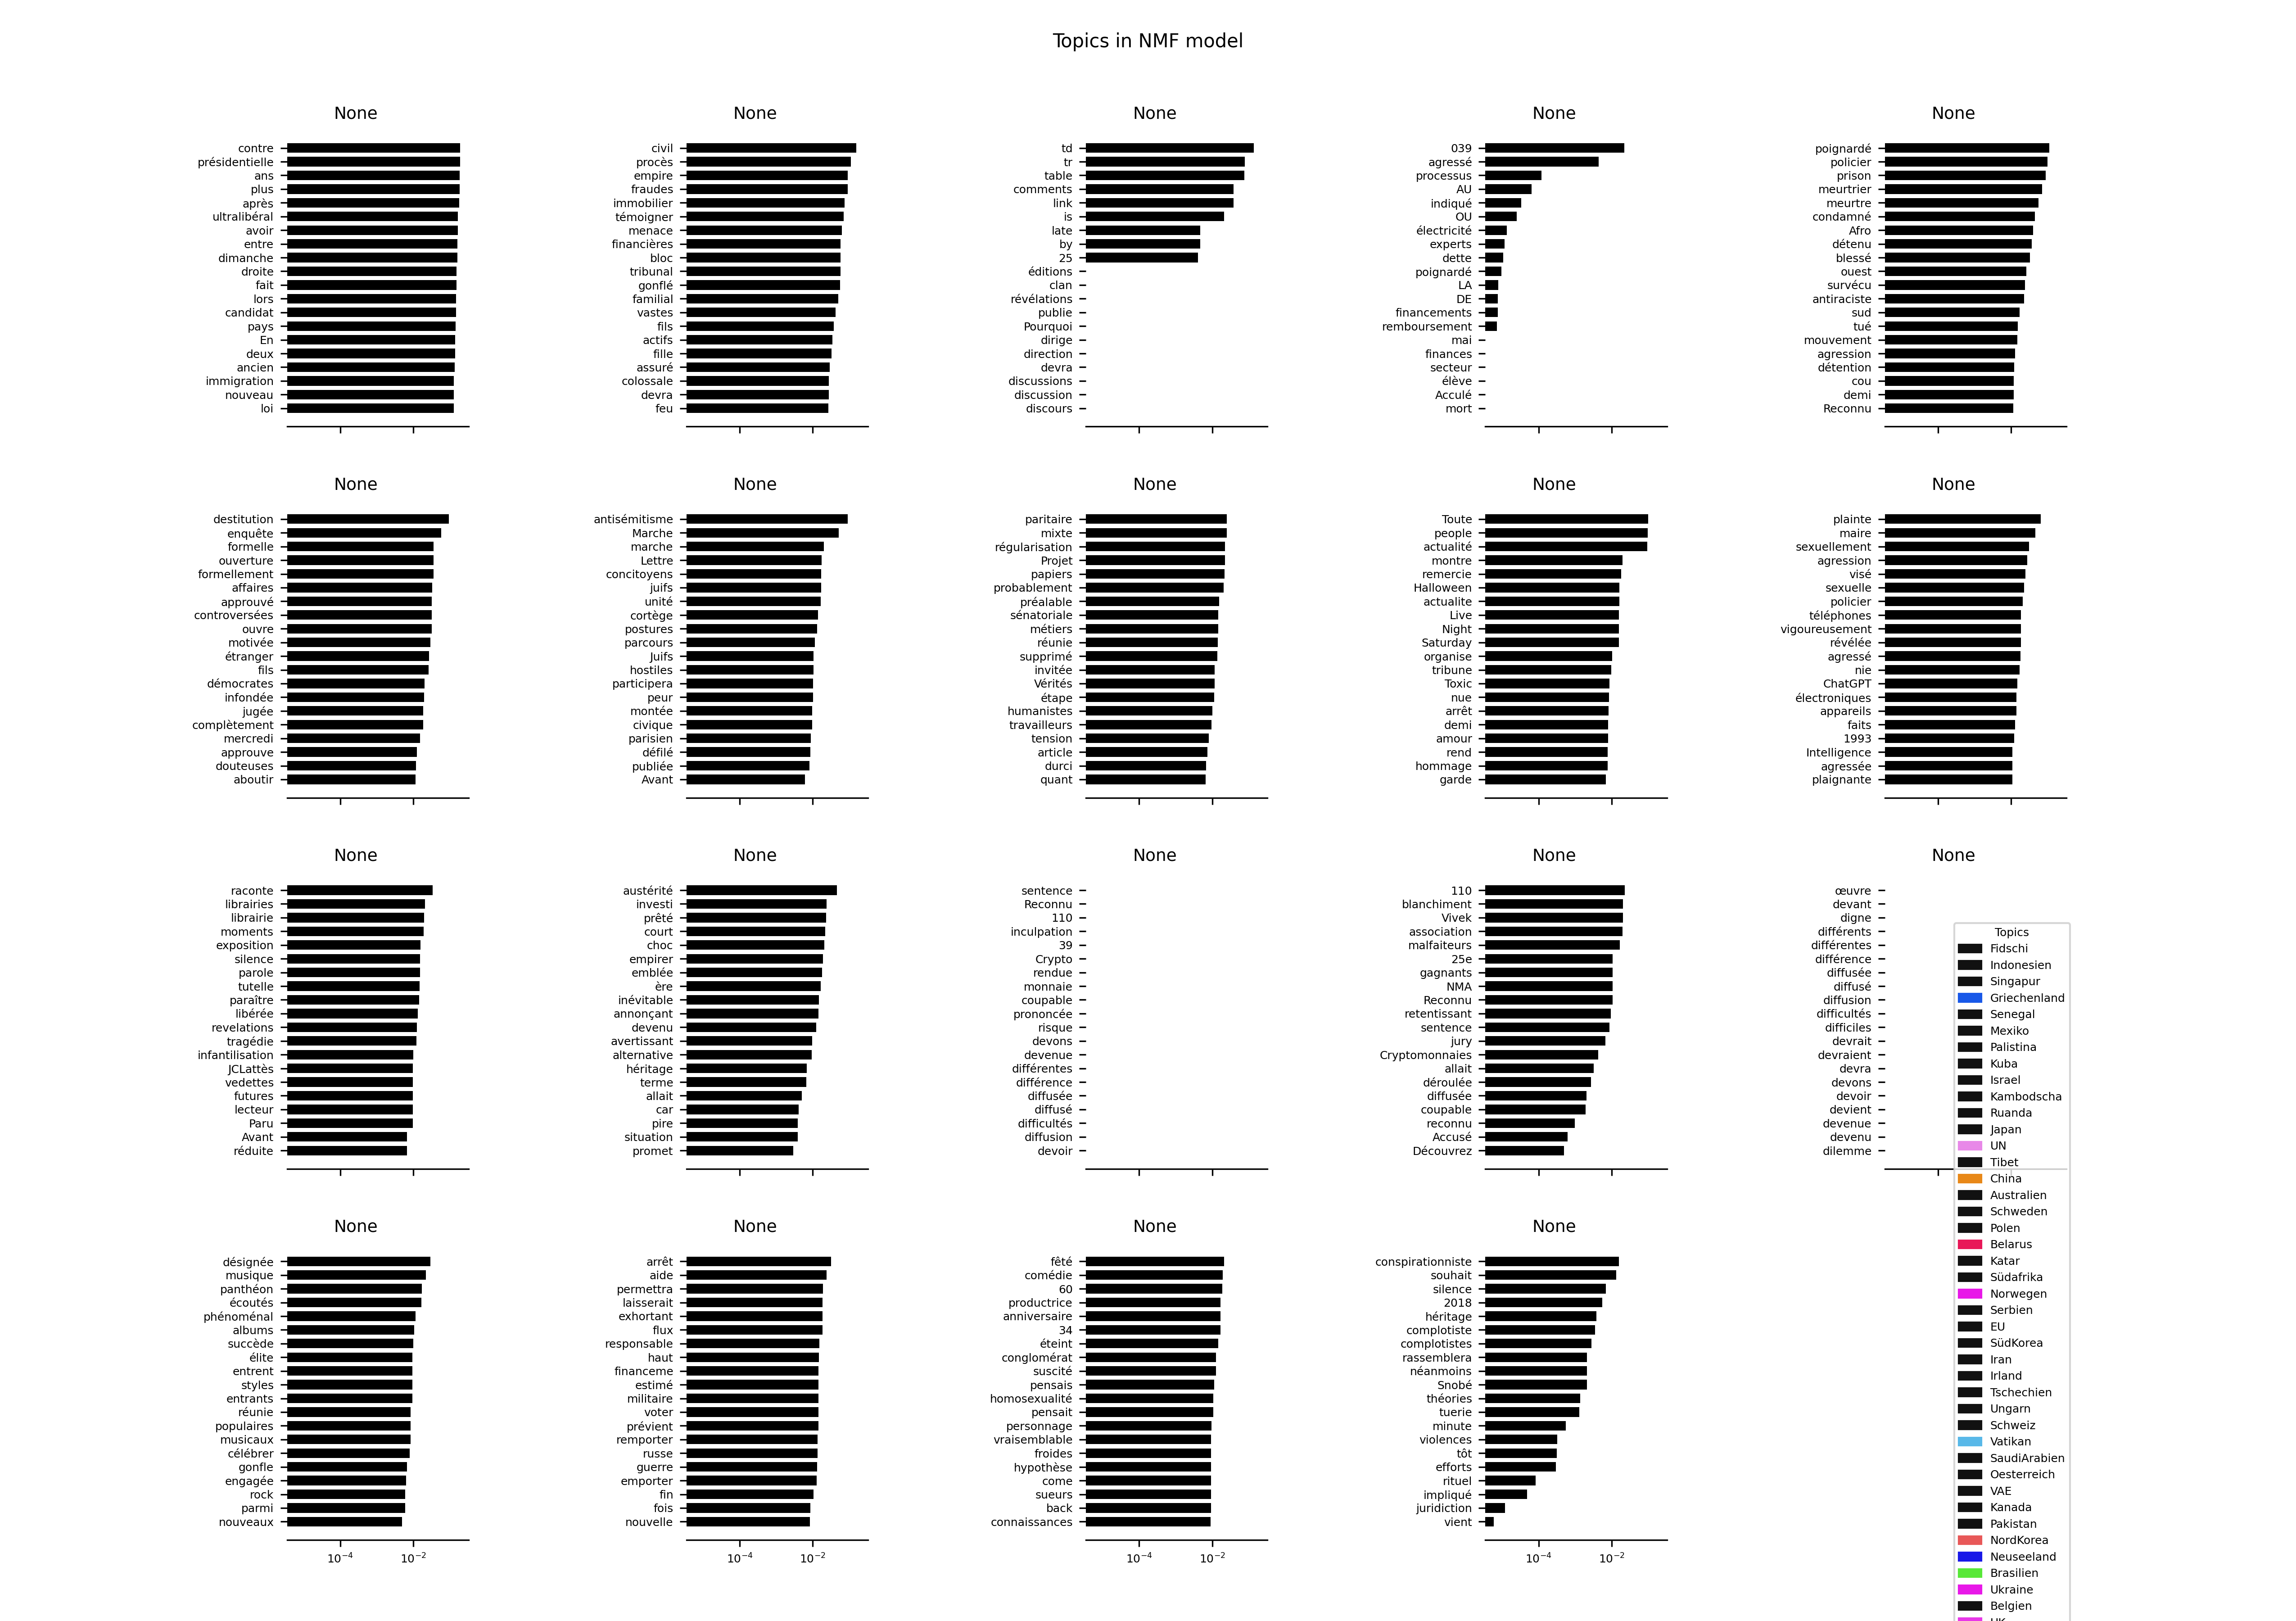 Topics in NMF model
None
contre
présidentielle
ans
plus
après
ultralibéral
avoir
entre
dimanche
droite
fait
lors
candidat
pays
En
deux
ancien
immigration
nouveau
loi
None
civil
procès
empire
fraudes
immobilier
témoigner
menace
financières
bloc
tribunal
gonflé
familial
vastes
fils
actifs
fille
assuré
colossale
devra
feu
None
td
tr
table
comments
link
is
late
by
25
éditions
clan
révélations
publie
Pourquoi
dirige
direction
devra
discussions
discussion
discours
None
039
agressé
processus
AU
indiqué
OU
électricité
experts
dette
poignardé
LA
DE
financements
remboursement
mai
finances
secteur
élève
Acculé
mort
None
poignardé
policier
prison
meurtrier
meurtre
condamné
Afro
détenu
blessé
ouest
survécu
antiraciste
sud
tué
mouvement
agression
détention
cou
demi
Reconnu
None
destitution
enquête
formelle
ouverture
formellement
affaires
approuvé
controversées
ouvre
motivée
étranger
fils
démocrates
infondée
jugée
complètement
mercredi
approuve
douteuses
aboutir
None
antisémitisme
Marche
marche
Lettre
concitoyens
juifs
unité
cortège
postures
parcours
Juifs
hostiles
participera
peur
montée
civique
parisien
défilé
publiée
Avant
None
paritaire
mixte
régularisation
Projet
papiers
probablement
préalable
sénatoriale
métiers
réunie
supprimé
invitée
Vérités
étape
humanistes
travailleurs
tension
article
durci
quant
None
Toute
people
actualité
montre
remercie
Halloween
actualite
Live
Night
Saturday
organise
tribune
Toxic
nue
arrêt
demi
amour
rend
hommage
garde
None
plainte
maire
sexuellement
agression
visé
sexuelle
policier
téléphones
vigoureusement
révélée
agressé
nie
ChatGPT
électroniques
appareils
faits
1993
Intelligence
agressée
plaignante
None
raconte
librairies
librairie
moments
exposition
silence
parole
tutelle
paraître
libérée
revelations
tragédie
infantilisation
JCLattès
vedettes
futures
lecteur
Paru
Avant
réduite
None
austérité
investi
prêté
court
choc
empirer
emblée
ère
inévitable
annonçant
devenu
avertissant
alternative
héritage
terme
allait
car
pire
situation
promet
None
sentence
Reconnu
110
inculpation
39
Crypto
rendue
monnaie
coupable
prononcée
risque
devons
devenue
différentes
différence
diffusée
diffusé
difficultés
diffusion
devoir
None
110
blanchiment
Vivek
association
malfaiteurs
25e
gagnants
NMA
Reconnu
retentissant
sentence
jury
Cryptomonnaies
allait
déroulée
diffusée
coupable
reconnu
Accusé
Découvrez
None
œuvre
devant
digne
différents
différentes
différence
diffusée
diffusé
diffusion
difficultés
difficiles
devrait
devraient
devra
devons
devoir
devient
devenue
devenu
dilemme
None
désignée
musique
panthéon
écoutés
phénoménal
albums
succède
élite
entrent
styles
entrants
réunie
populaires
musicaux
célébrer
gonfle
engagée
rock
parmi
nouveaux
10⁻⁴ 10⁻²
None
arrêt
aide
permettra
laisserait
exhortant
flux
responsable
haut
financeme
estimé
militaire
voter
prévient
remporter
russe
guerre
emporter
fin
fois
nouvelle
10⁻⁴ 10⁻²
None
fêté
comédie
60
productrice
anniversaire
34
éteint
conglomérat
suscité
pensais
homosexualité
pensait
personnage
vraisemblable
froides
hypothèse
come
sueurs
back
connaissances
10⁻⁴ 10⁻²
None
conspirationniste
souhait
silence
2018
héritage
complotiste
complotistes
rassemblera
néanmoins
Snobé
théories
tuerie
minute
violences
tôt
efforts
rituel
impliqué
juridiction
vient
10⁻⁴ 10⁻²
Topics
Fidschi
Indonesien
Singapur
Griechenland
Senegal
Mexiko
Palistina
Kuba
Israel
Kambodscha
Ruanda
Japan
UN
Tibet
China
Australien
Schweden
Polen
Belarus
Katar
Südafrika
Norwegen
Serbien
EU
SüdKorea
Iran
Irland
Tschechien
Ungarn
Schweiz
Vatikan
SaudiArabien
Oesterreich
VAE
Kanada
Pakistan
NordKorea
Neuseeland
Brasilien
Ukraine
Belgien